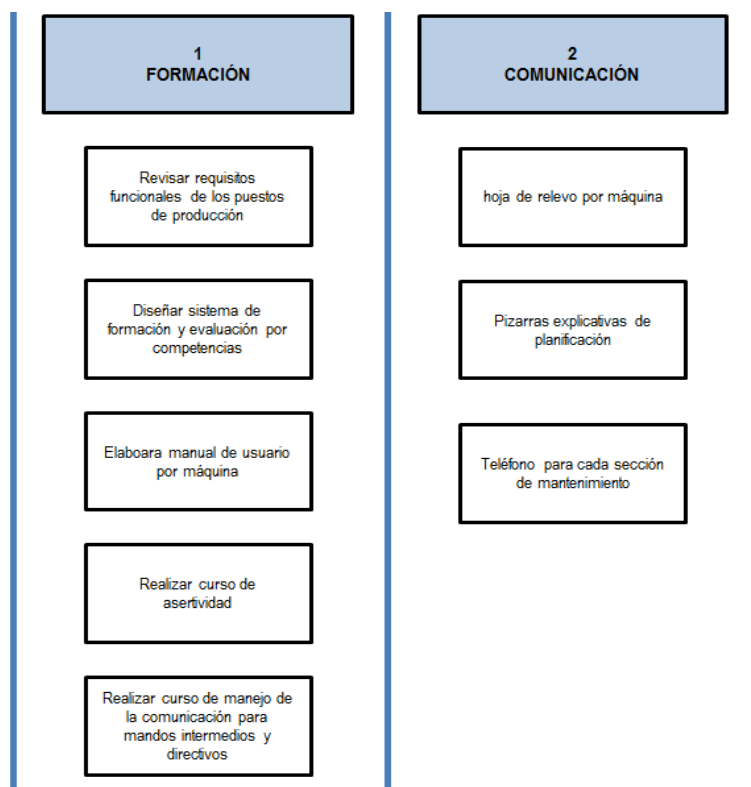 1
FORMACIÓN
Revisar requisitos
funcionales de los puestos
de producción
Diseñar sistema de
formación y evaluación por
competencias
Elaboara manual de usuario
por máquina
Realizar curso de
asertividad
Realizar curso de manejo de
la comunicación para
mandos intermedios y
directivos
2
COMUNICACIÓN
hoja de relevo por máquina
Pizarras explicativas de
planificación
Teléfono para cada sección
de mantenimiento